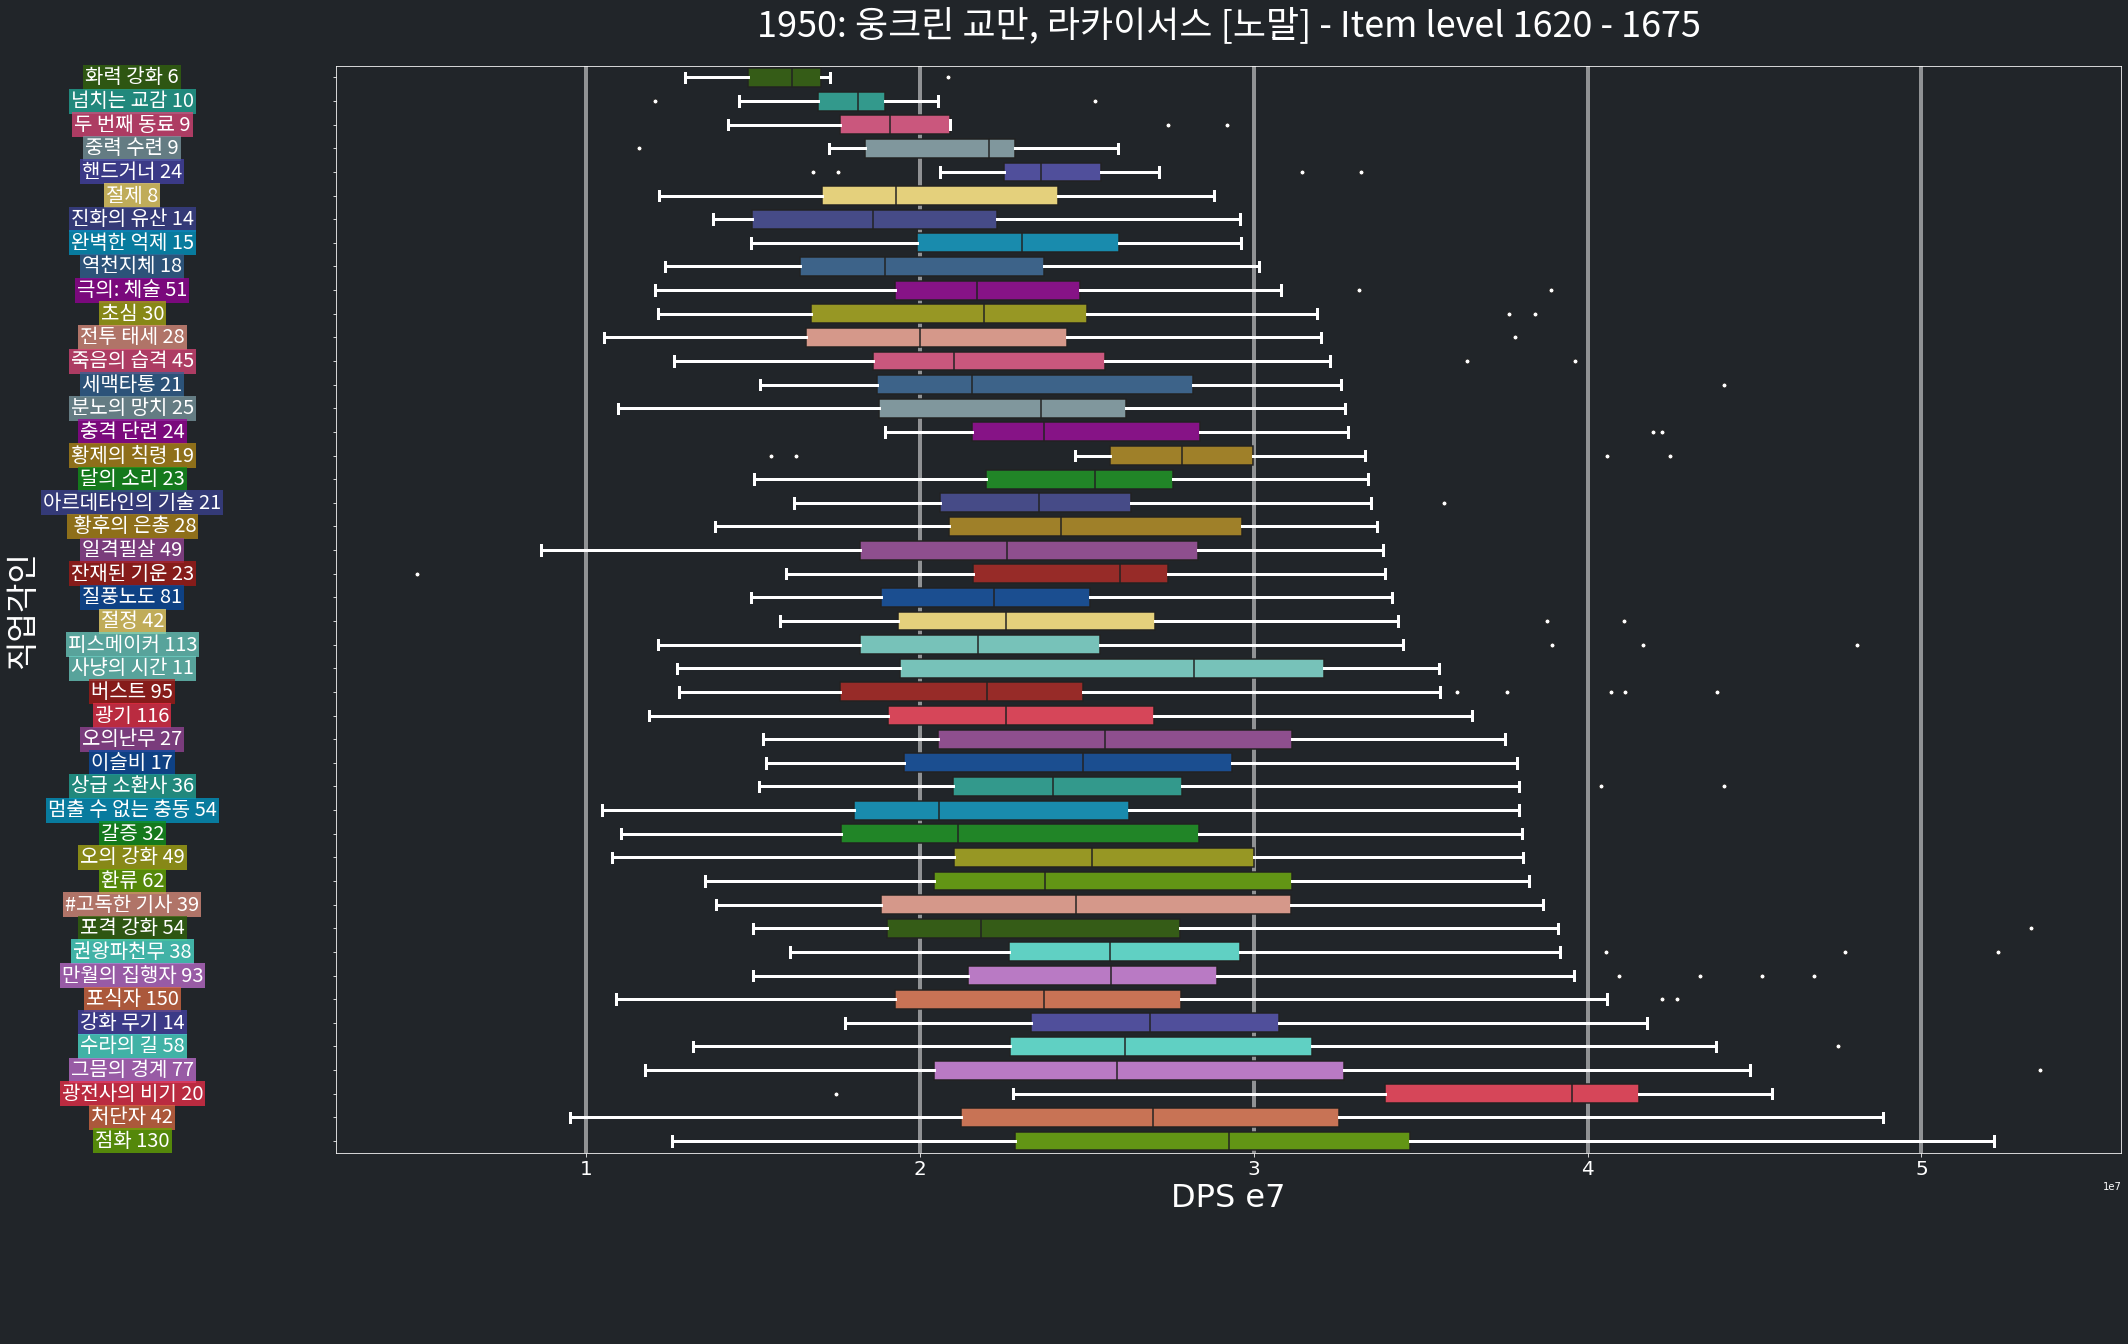 1950: 웅크린 교만, 라카이서스 [노말] - Item level 1620 - 1675
직업각인
화력 강화 6
넘치는 교감 10
두 번째 동료 9
중력 수련 9
핸드거너 24
절제 8
진화의 유산 14
완벽한 억제 15
역천지체 18
극의: 체술 51
초심 30
전투 태세 28
죽음의 습격 45
세맥타통 21
분노의 망치 25
충격 단련 24
황제의 칙령 19
달의 소리 23
아르데타인의 기술 21
황후의 은총 28
일격필살 49
잔재된 기운 23
질풍노도 81
절정 42
피스메이커 113
사냥의 시간 11
버스트 95
광기 116
오의난무 27
이슬비 17
상급 소환사 36
멈출 수 없는 충동 54
갈증 32
오의 강화 49
환류 62
#고독한 기사 39
포격 강화 54
권왕파천무 38
만월의 집행자 93
포식자 150
강화 무기 14
수라의 길 58
그믐의 경계 77
광전사의 비기 20
처단자 42
점화 130
1 2 3 4 5
DPS e7
1e7